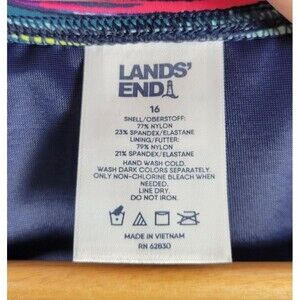 LANDS'
END
16
SHELL/OBERSTOFF:
77% NYLON
23% SPANDEX/ELASTANE
LINING/FUTTER:
79% NYLON
21% SPANDEX/ELASTANE
HAND WASH COLD.
WASH DARK COLORS SEPARATELY.
ONLY NON-CHLORINE BLEACH WHEN
NEEDED.
LINE DRY.
DO NOT IRON.
MADE IN VIETNAM
RN 62830